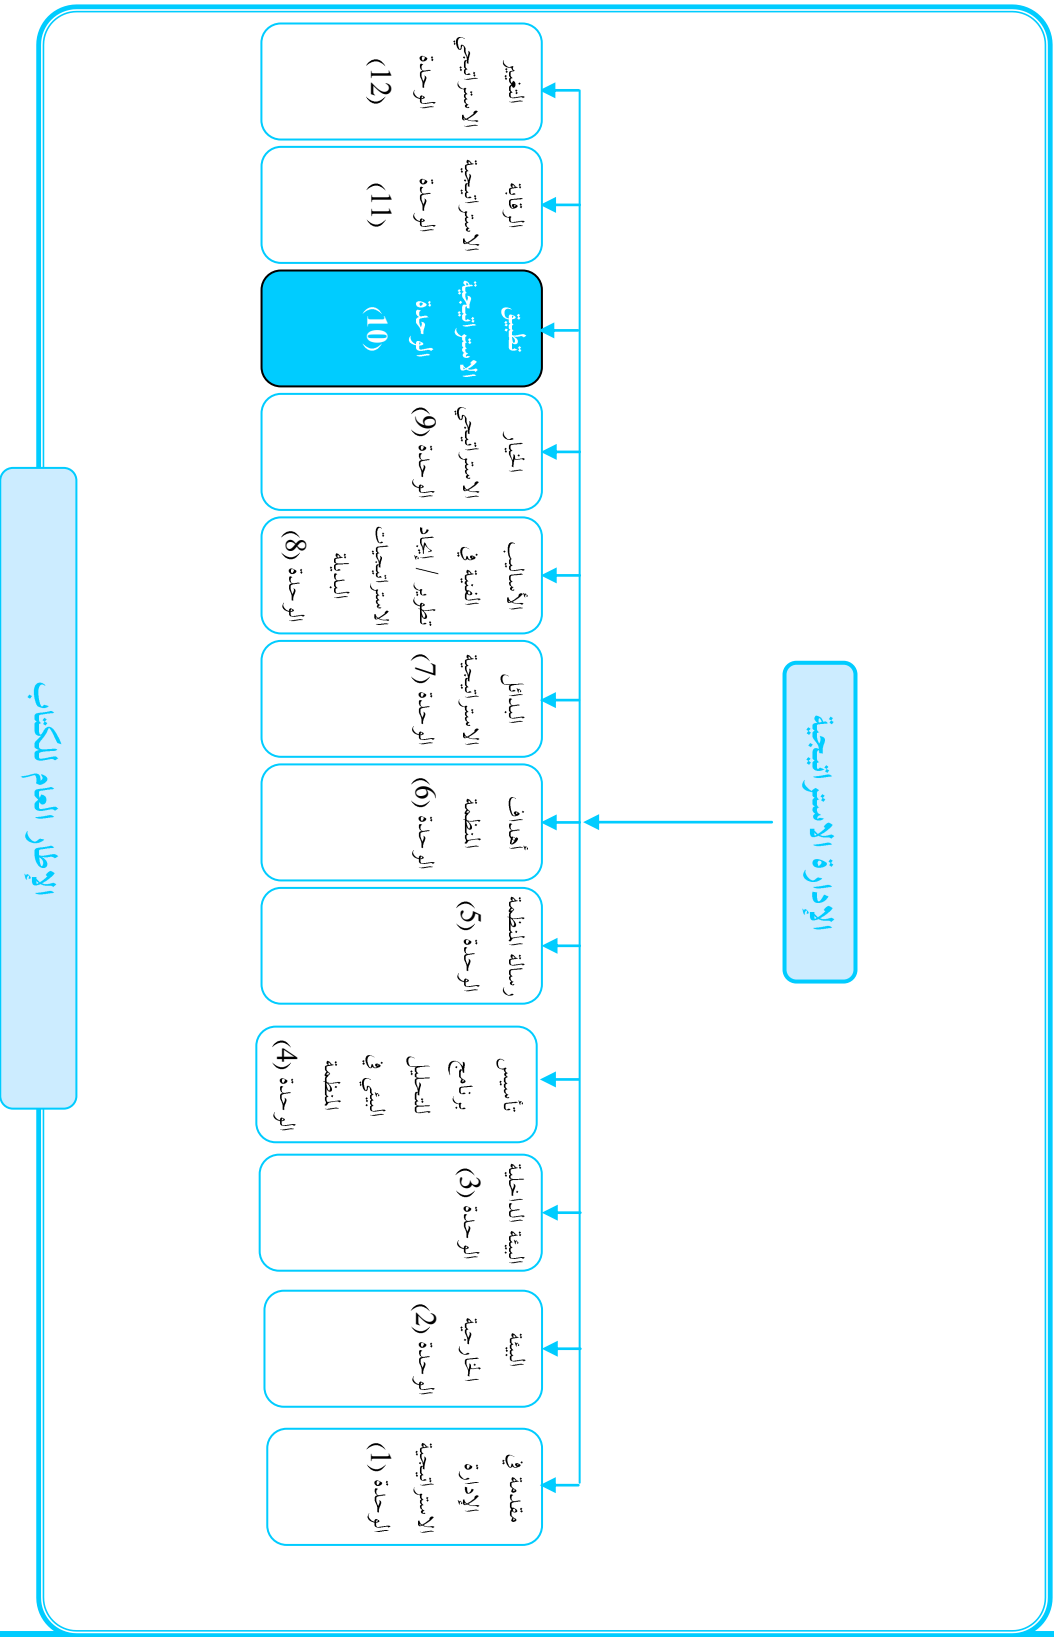 الإطار العام للكتاب
الإدارة الاستراتيجية
مقدمة في
الإدارة
الاستراتيجية
الوحدة (1)
البيئة
الخارجية
الوحدة (2)
البيئة الداخلية
الوحدة (3)
تأسيس
برنامج
للتحليل
البيئي في
المنظمة
الوحدة (4)
رسالة المنظمة
الوحدة (5)
أهداف
المنظمة
الوحدة (6)
البدائل
الاستراتيجية
الوحدة (7)
الأساليب
الفنية في
تطوير / إيجاد
الاستراتيجيات
البديلة
الوحدة (8)
الخيار
الاستراتيجي
الوحدة (9)
تطبيق
الاستراتيجية
الوحدة
(10)
الرقابة
الاستراتيجية
الوحدة
(11)
التغيير
الاستراتيجي
الوحدة
(12)